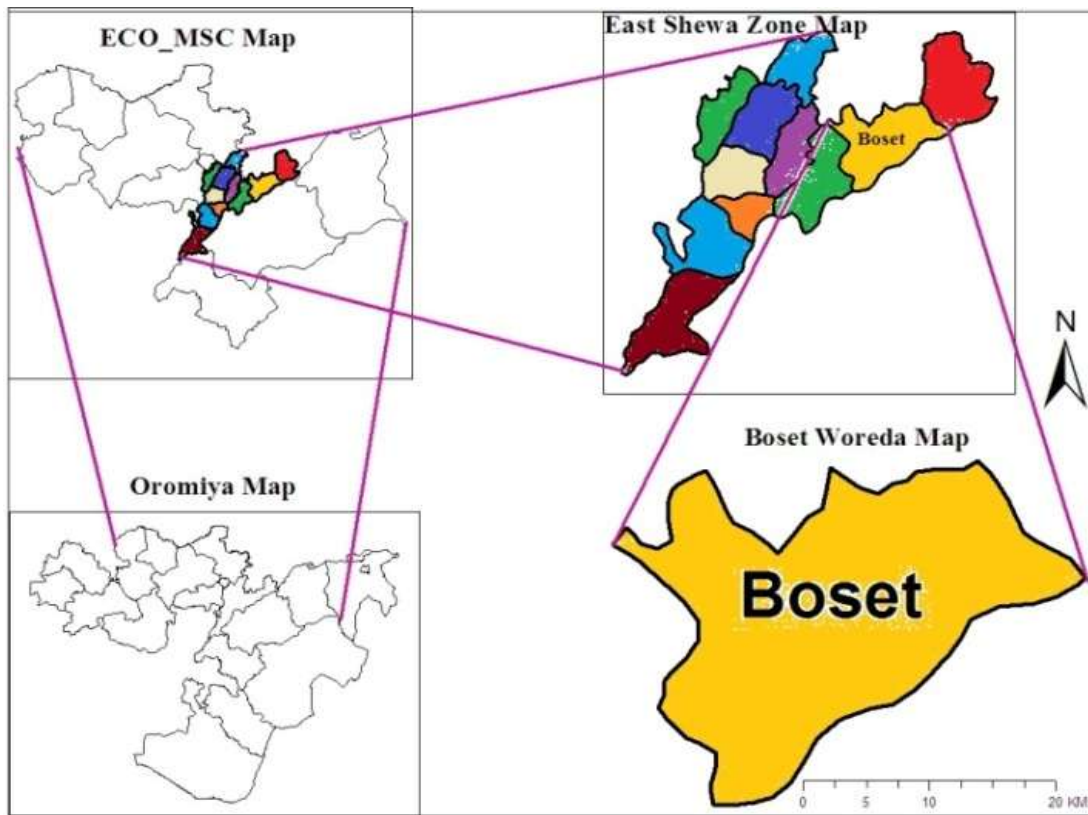 ECO_MSC Map
East Shewa Zone Map
Boset
N
Boset Woreda Map
Oromiya Map
Boset
0 5 10 20 KM